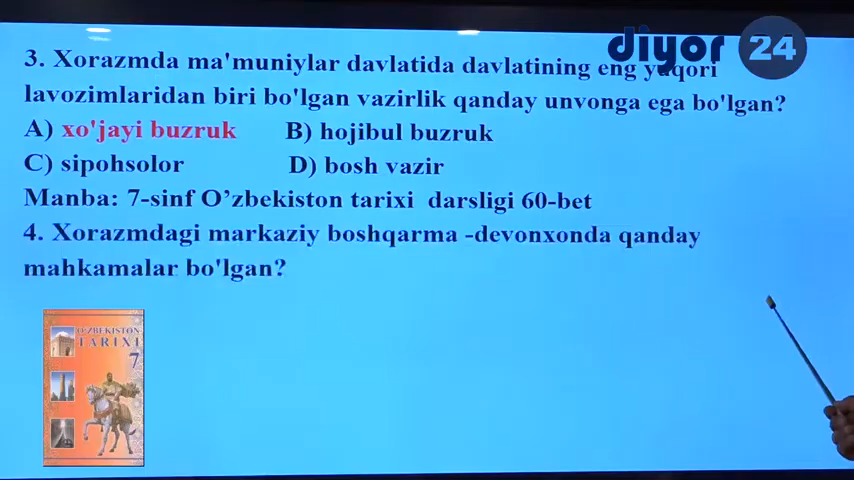 diyor 24
3. Xorazmda ma'muniylar davlatida davlatining eng yuqori
lavozimlaridan biri bo'lgan vazirlik qanday unvonga ega bo'lgan?
A) xo'jayi buzruk B) hojibul buzruk
C) sipohsolor D) bosh vazir
Manba: 7-sinf O’zbekiston tarixi darsligi 60-bet
4. Xorazmdagi markaziy boshqarma -devonxonda qanday
mahkamalar bo'lgan?
O'ZBEKISTON
TARIXI
7